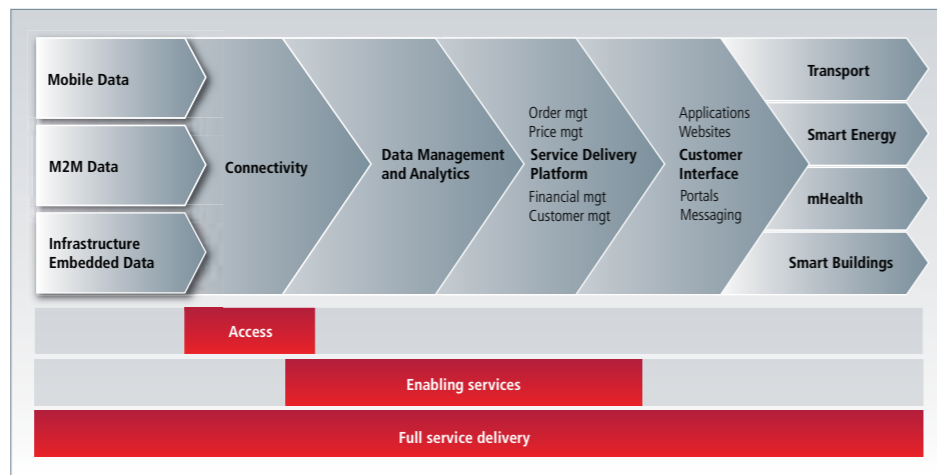 Mobile Data
M2M Data
Infrastructure
Embedded Data
Connectivity
Data Management
and Analytics
Order mgt
Price mgt
Service Delivery
Platform
Financial mgt
Customer mgt
Applications
Websites
Customer
Interface
Portals
Messaging
Transport
Smart Energy
mHealth
Smart Buildings
Access
Enabling services
Full service delivery